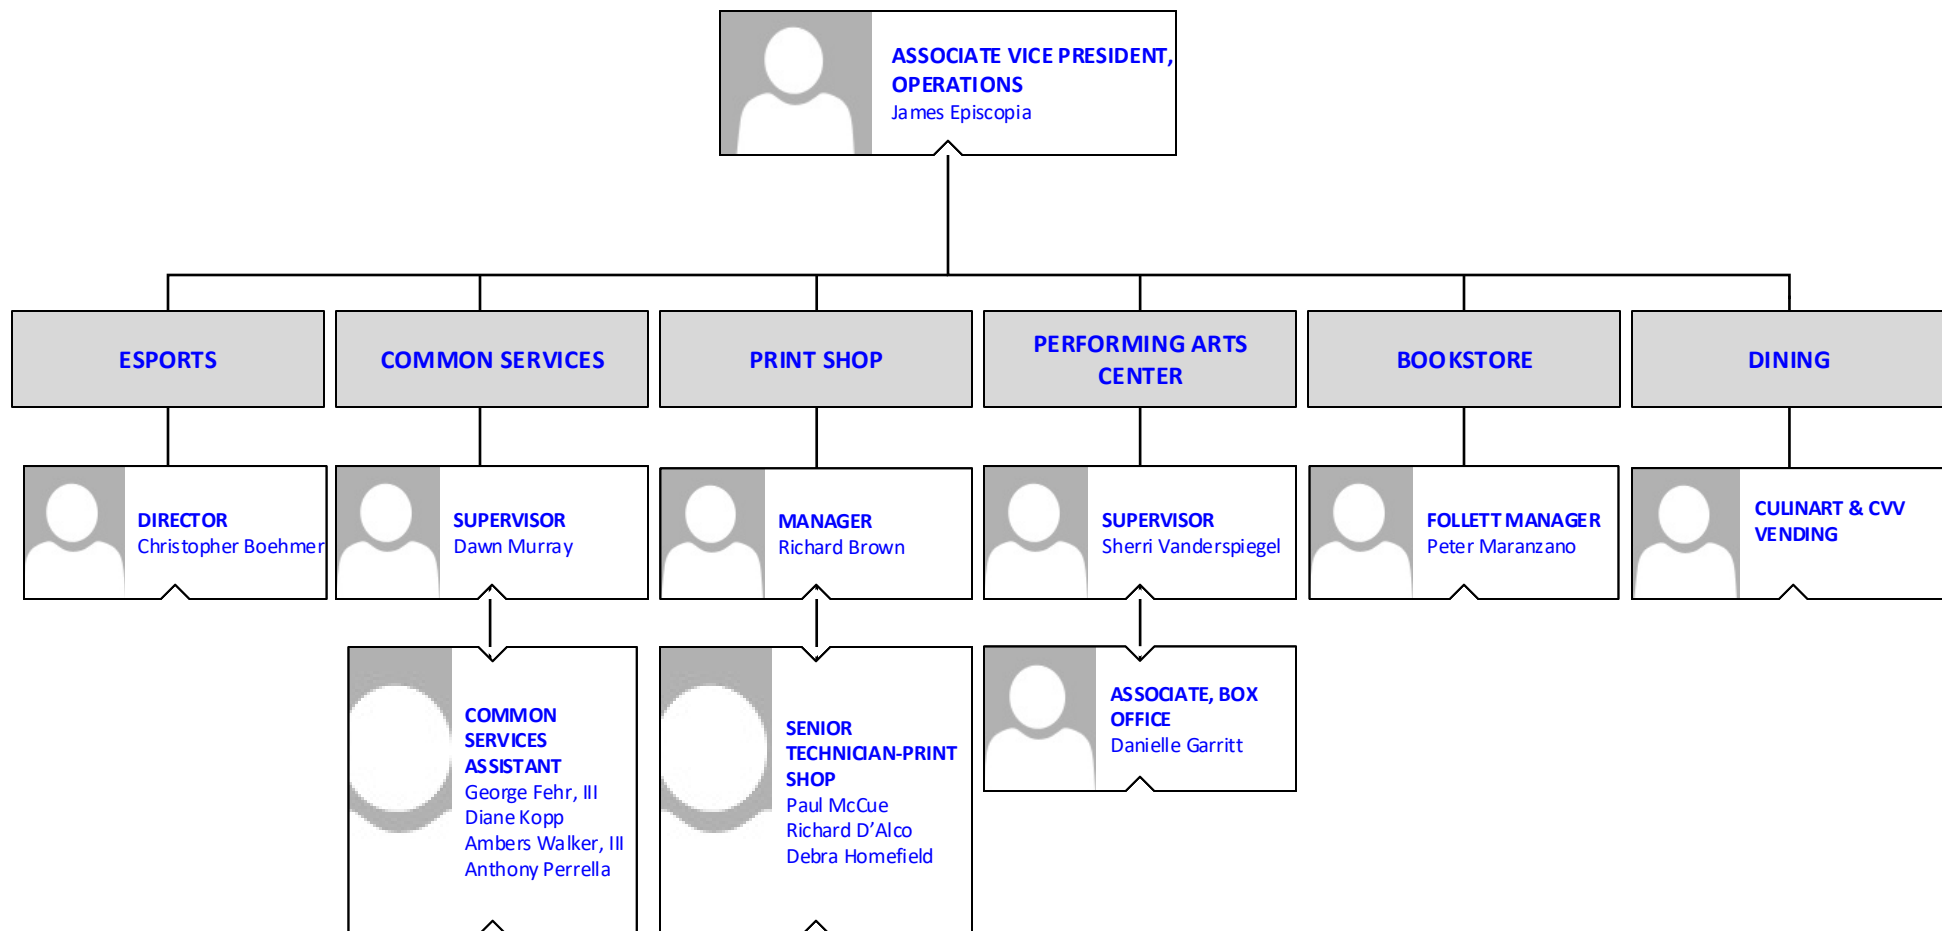 ASSOCIATE VICE PRESIDENT,
OPERATIONS
James Episcopia
ESPORTS
COMMON SERVICES
PRINT SHOP
PERFORMING ARTS
CENTER
BOOKSTORE
DINING
DIRECTOR
Christopher Boehmer
SUPERVISOR
Dawn Murray
MANAGER
Richard Brown
SUPERVISOR
Sherri Vanderspiegel
FOLLETT MANAGER
Peter Maranzano
CULINART & CVV
VENDING
COMMON
SERVICES
ASSISTANT
George Fehr, III
Diane Kopp
Ambers Walker, III
Anthony Perrella
SENIOR
TECHNICIAN-PRINT
SHOP
Paul McCue
Richard D’Alco
Debra Homefield
ASSOCIATE, BOX
OFFICE
Danielle Garritt